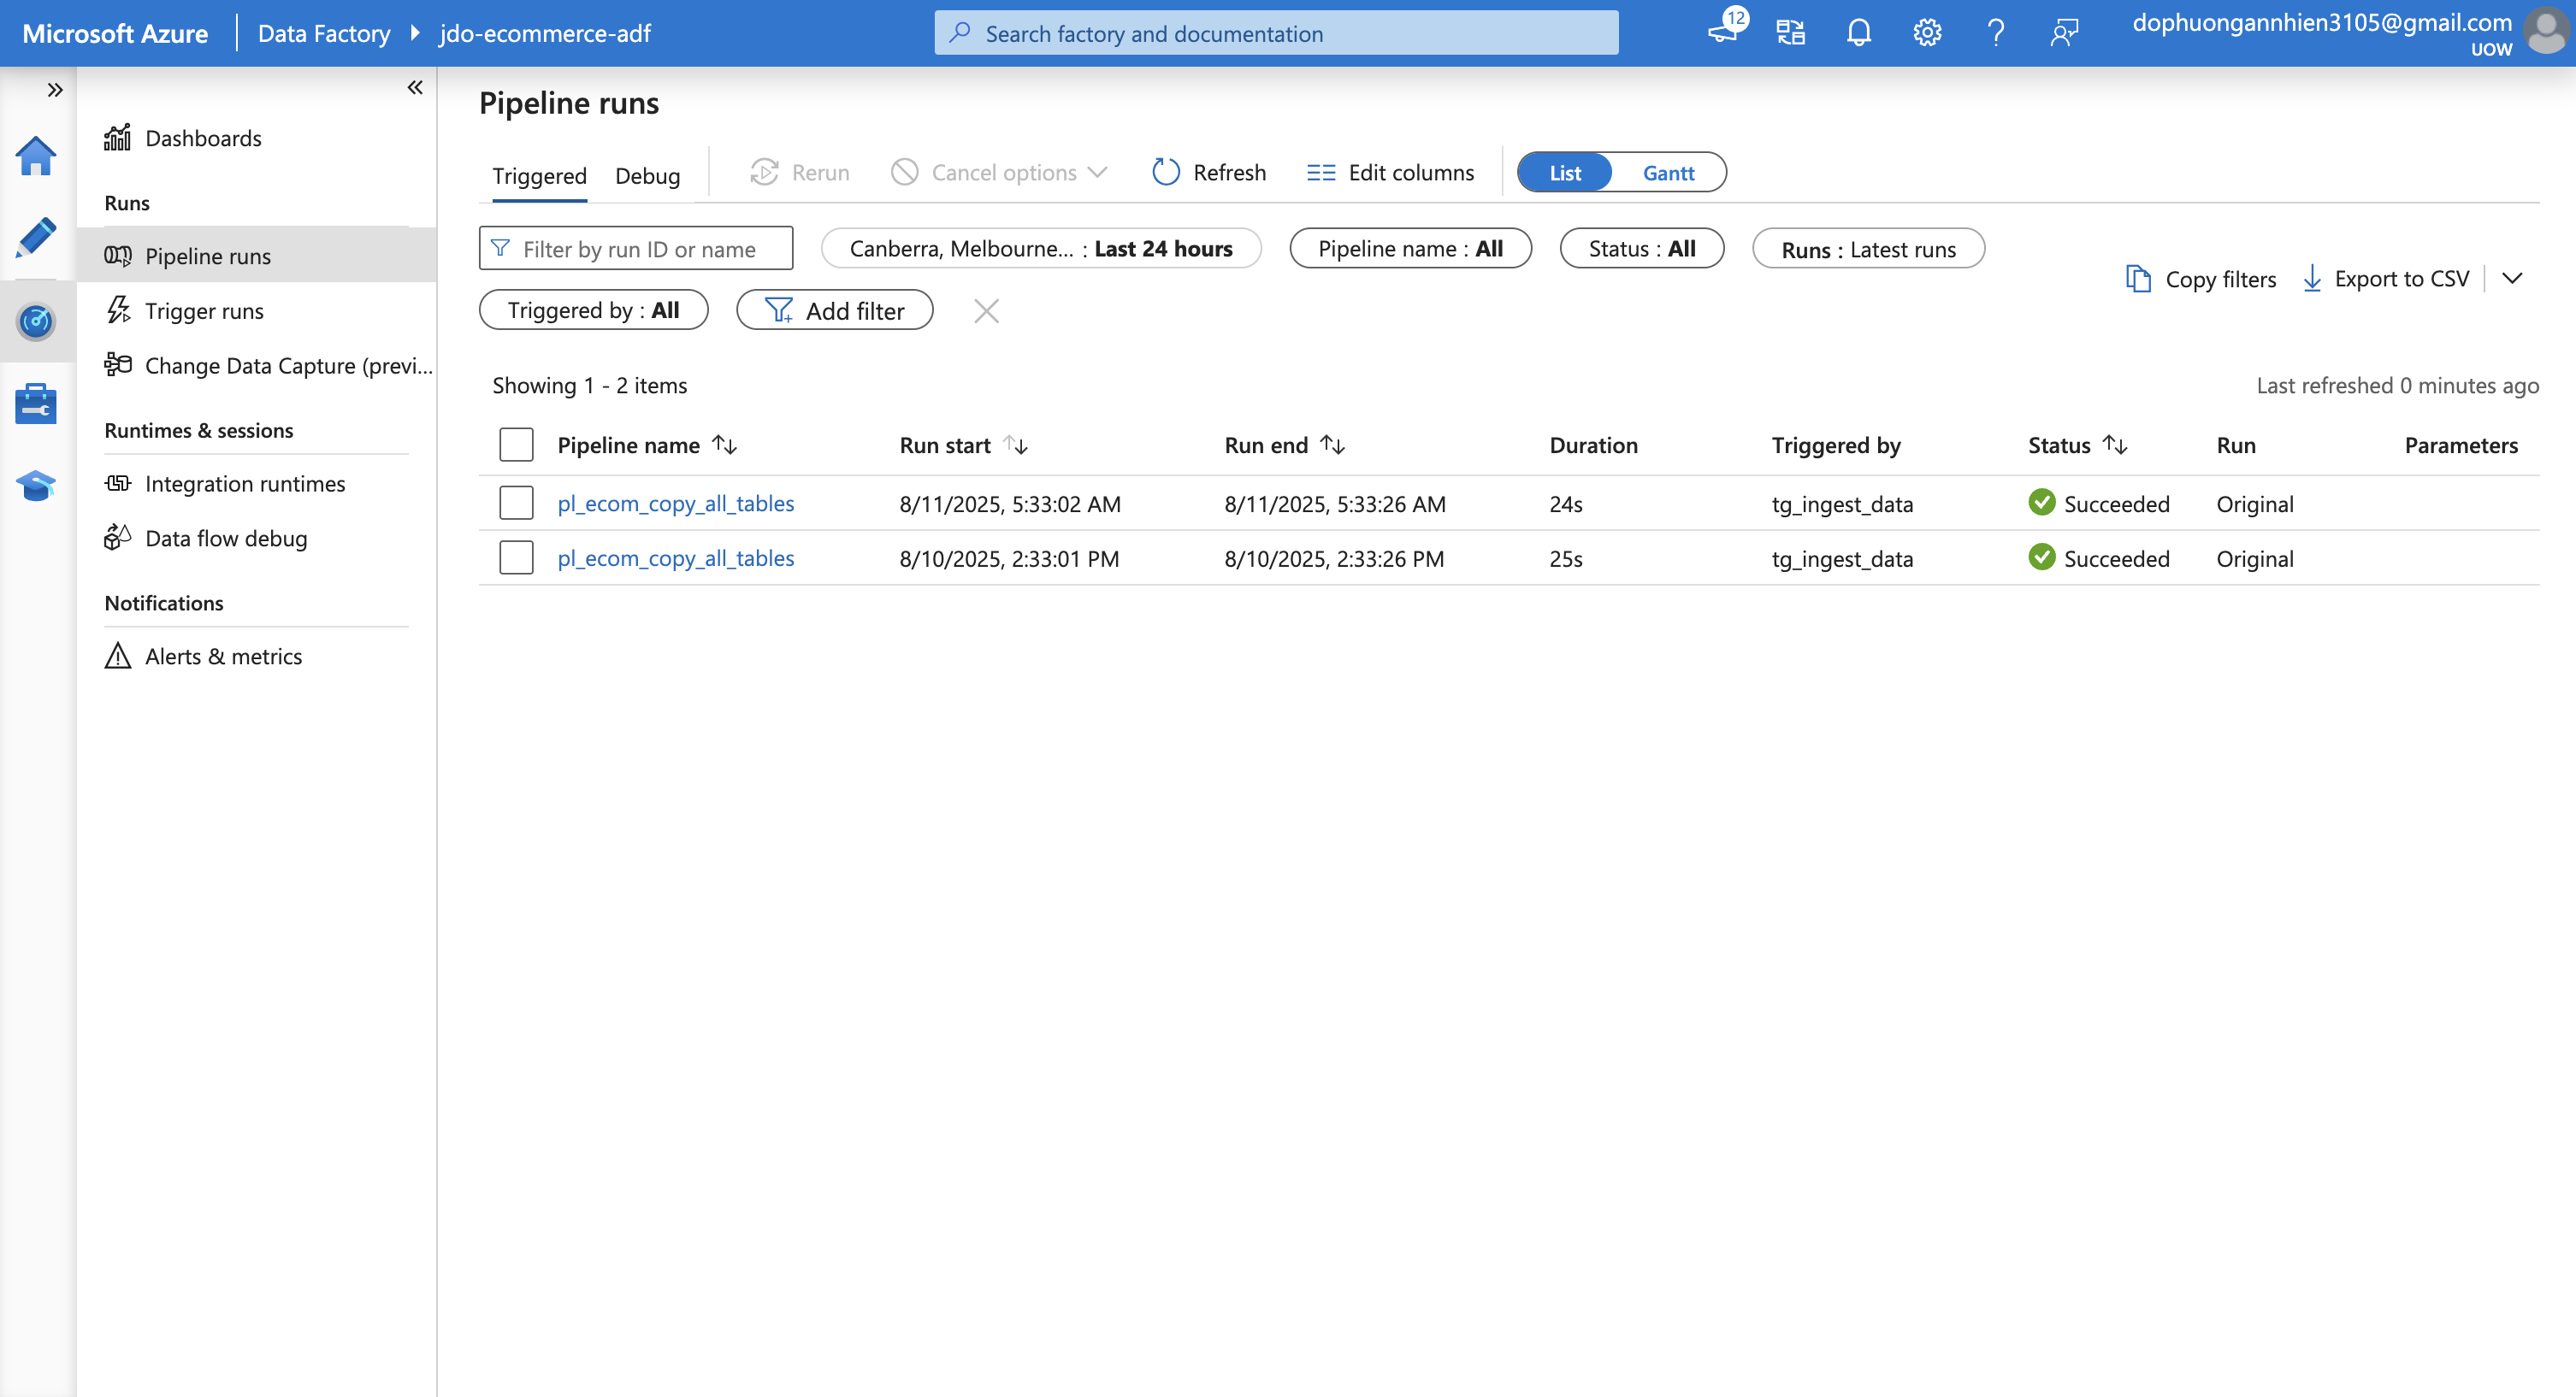 Microsoft Azure
Data Factory
jdo-ecommerce-adf
Search factory and documentation
12
dophuongannhien3105@gmail.com
UOW
Dashboards
Runs
Pipeline runs
Trigger runs
Change Data Capture (previ...
Runtimes & sessions
Integration runtimes
Data flow debug
Notifications
Alerts & metrics
Pipeline runs
Triggered Debug Rerun Cancel options Refresh Edit columns List Gantt
Filter by run ID or name Canberra, Melbourne... : Last 24 hours Pipeline name : All Status : All Runs : Latest runs
Triggered by : All Add filter
Copy filters Export to CSV
Showing 1 - 2 items Last refreshed 0 minutes ago
Pipeline name Run start Run end Duration Triggered by Status Run Parameters
pl_ecom_copy_all_tables 8/11/2025, 5:33:02 AM 8/11/2025, 5:33:26 AM 24s tg_ingest_data Succeeded Original
pl_ecom_copy_all_tables 8/10/2025, 2:33:01 PM 8/10/2025, 2:33:26 PM 25s tg_ingest_data Succeeded Original